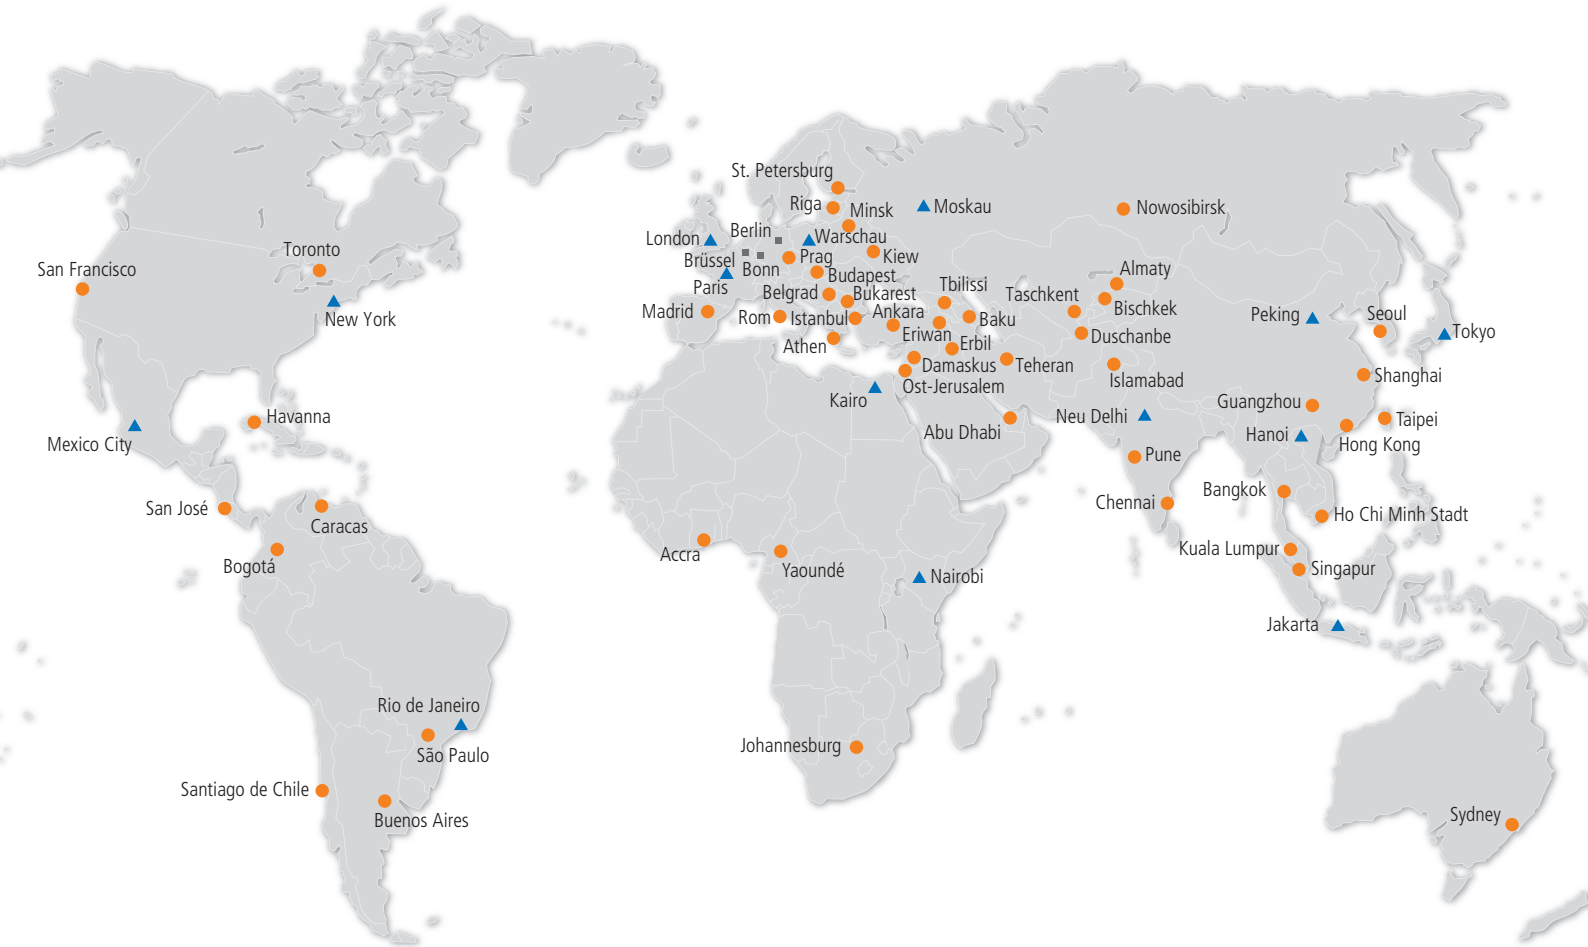 St. Petersburg
Riga
Minsk
Moskau
Nowosibirsk
Berlin
London
Warschau
Toronto
Brüssel
Bonn
Prag
Kiew
San Francisco
Paris
Budapest
Almaty
Tbilissi
Belgrad
Bukarest
Taschkent
Bischkek
Madrid
Rom
Istanbul
Ankara
Baku
Peking
Seoul
New York
Eriwan
Erbil
Duschanbe
Tokyo
Athen
Damaskus
Teheran
Islamabad
Shanghai
Ost-Jerusalem
Kairo
Guangzhou
Havanna
Neu Delhi
Taipei
Abu Dhabi
Hanoi
Hong Kong
Mexico City
Pune
Bangkok
Chennai
San José
Caracas
Ho Chi Minh Stadt
Accra
Kuala Lumpur
Bogotá
Yaoundé
Nairobi
Singapur
Jakarta
Rio de Janeiro
São Paulo
Johannesburg
Santiago de Chile
Buenos Aires
Sydney